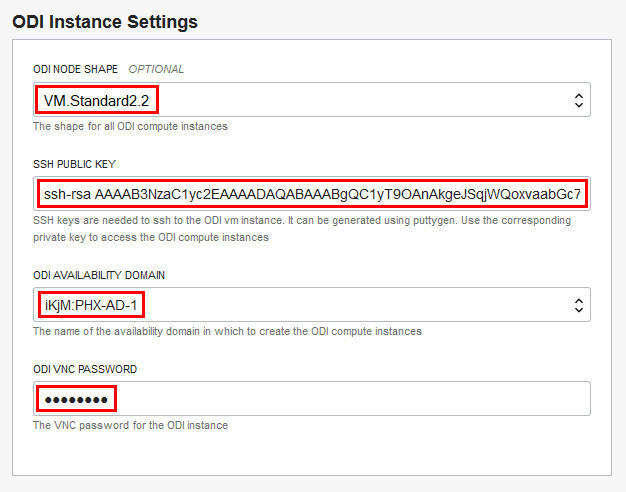 ODI Instance Settings
ODI NODE SHAPE OPTIONAL
VM.Standard2.2
The shape for all ODI compute instances
SSH PUBLIC KEY
ssh-rsa AAAAB3NzaC1yc2EAAAADAQABAAABgQC1yT9OAnAkgeJSqjWQoxvaabGc7
SSH keys are needed to ssh to the ODI vm instance. It can be generated using puttygen. Use the corresponding
private key to access the ODI compute instances
ODI AVAILABILITY DOMAIN
iKjM:PHX-AD-1
The name of the availability domain in which to create the ODI compute instances
ODI VNC PASSWORD
●●●●●●●●
The VNC password for the ODI instance